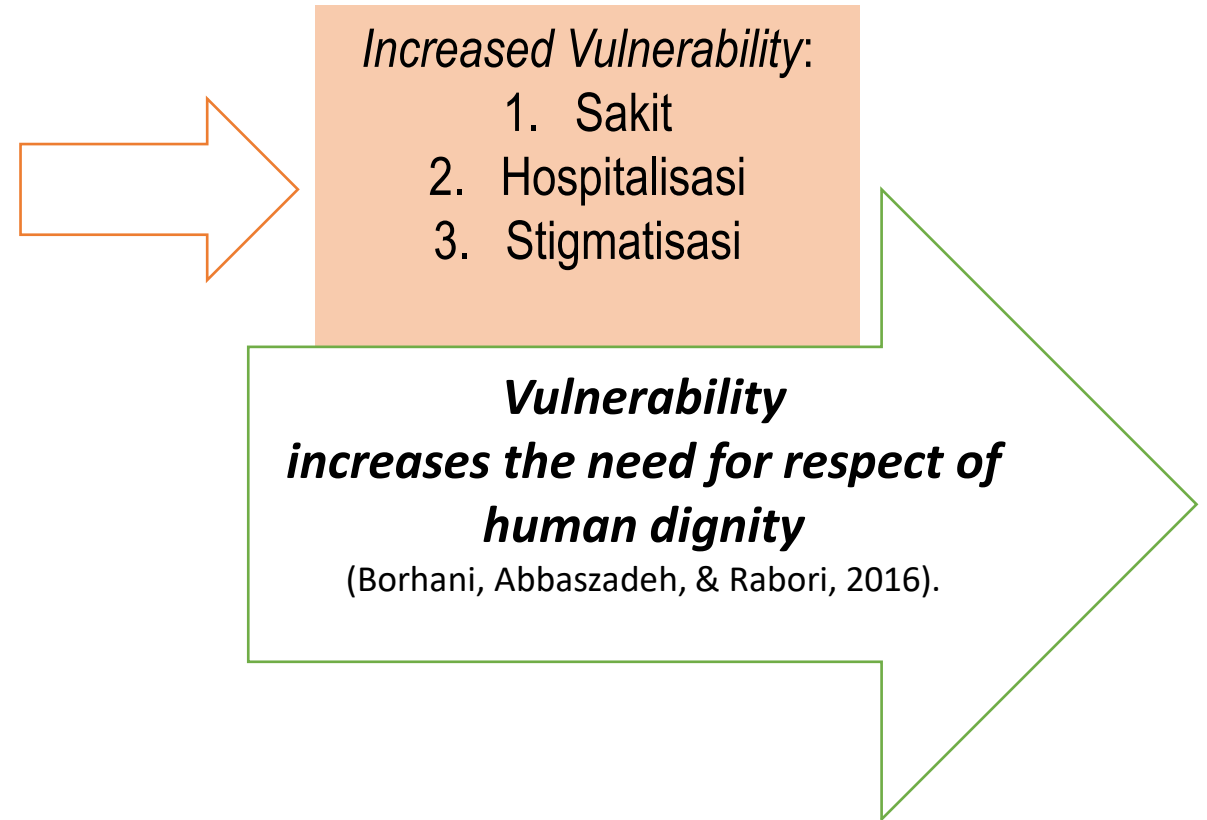 Increased Vulnerability:
1. Sakit
2. Hospitalisasi
3. Stigmatisasi
Vulnerability
increases the need for respect of
human dignity
(Borhani, Abbaszadeh, & Rabori, 2016).